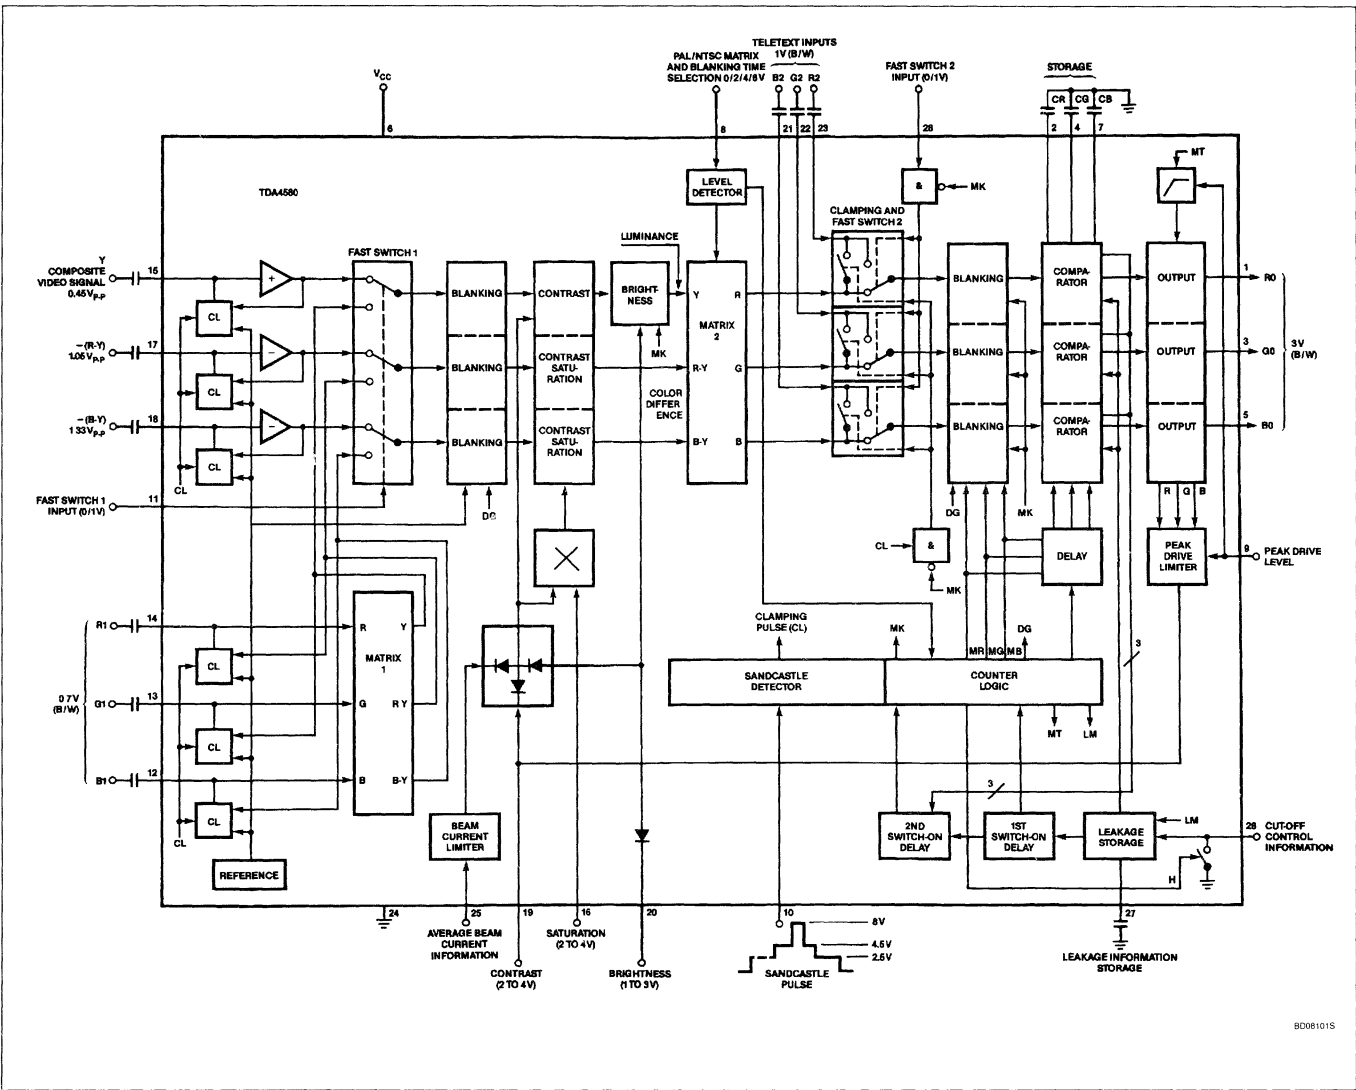 TELETEXT INPUTS
1V (B/W)
PAL/NTSC MATRIX
AND BLANKING TIME
SELECTION 0/2/4/8V
B2 G2 R2
FAST SWITCH 2
INPUT (0/1V)
STORAGE
CR CG CB
VCC
6
8
21 22 23
28
2 4 7
MT
TDA4580
LEVEL
DETECTOR
&
MK
CLAMPING AND
FAST SWITCH 2
LUMINANCE
FAST SWITCH 1
Y
COMPOSITE
VIDEO SIGNAL
0.45VP-P
15
+
CL
BLANKING
CONTRAST
BRIGHT-
NESS
MK
Y
R
MATRIX
2
BLANKING
COMPA-
RATOR
OUTPUT
1
R0
-(R-Y)
1.05VP-P
17
-
CL
BLANKING
CONTRAST
SATU-
RATION
R-Y
G
COLOR
DIFFER
ENCE
BLANKING
COMPA-
RATOR
OUTPUT
3
G0
3V
(B/W)
-(B-Y)
1 33VP-P
18
-
CL
CL
BLANKING
CONTRAST
SATU-
RATION
B-Y
B
BLANKING
COMPA-
RATOR
OUTPUT
5
B0
FAST SWITCH 1
INPUT (0/1V)
11
DG
DG
MK
R G B
CL
&
MK
DELAY
PEAK
DRIVE
LIMITER
9
PEAK DRIVE
LEVEL
R1
14
CL
R
Y
MATRIX
1
CLAMPING
PULSE (CL)
MK
MR MG MB
DG
3
0 7V
(B/W)
G1
13
CL
G
R Y
SANDCASTLE
DETECTOR
COUNTER
LOGIC
MT
LM
B1
12
CL
CL
B
B-Y
3
BEAM
CURRENT
LIMITER
2ND
SWITCH-ON
DELAY
1ST
SWITCH-ON
DELAY
LEAKAGE
STORAGE
LM
26
CUT-OFF
CONTROL
INFORMATION
REFERENCE
H
24
25
19
16
20
10
27
AVERAGE BEAM
CURRENT
INFORMATION
SATURATION
(2 TO 4V)
CONTRAST
(2 TO 4V)
BRIGHTNESS
(1 TO 3V)
8V
4.5V
2.5V
SANDCASTLE
PULSE
LEAKAGE INFORMATION
STORAGE
BD08101S